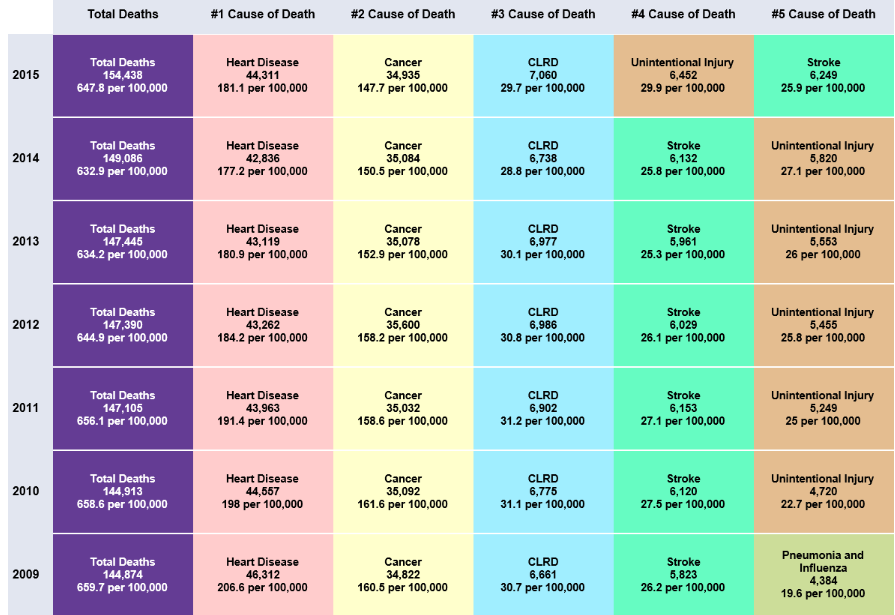 Total Deaths
#1 Cause of Death
#2 Cause of Death
#3 Cause of Death
#4 Cause of Death
#5 Cause of Death
2015
Total Deaths
154,438
647.8 per 100,000
Heart Disease
44,311
181.1 per 100,000
Cancer
34,935
147.7 per 100,000
CLRD
7,060
29.7 per 100,000
Unintentional Injury
6,452
29.9 per 100,000
Stroke
6,249
25.9 per 100,000
2014
Total Deaths
149,086
632.9 per 100,000
Heart Disease
42,836
177.2 per 100,000
Cancer
35,084
150.5 per 100,000
CLRD
6,738
28.8 per 100,000
Stroke
6,132
25.8 per 100,000
Unintentional Injury
5,820
27.1 per 100,000
2013
Total Deaths
147,445
634.2 per 100,000
Heart Disease
43,119
180.9 per 100,000
Cancer
35,078
152.9 per 100,000
CLRD
6,977
30.1 per 100,000
Stroke
5,961
25.3 per 100,000
Unintentional Injury
5,553
26 per 100,000
2012
Total Deaths
147,390
644.9 per 100,000
Heart Disease
43,262
184.2 per 100,000
Cancer
35,600
158.2 per 100,000
CLRD
6,986
30.8 per 100,000
Stroke
6,029
26.1 per 100,000
Unintentional Injury
5,455
25.8 per 100,000
2011
Total Deaths
147,105
656.1 per 100,000
Heart Disease
43,963
191.4 per 100,000
Cancer
35,032
158.6 per 100,000
CLRD
6,902
31.2 per 100,000
Stroke
6,153
27.1 per 100,000
Unintentional Injury
5,249
25 per 100,000
2010
Total Deaths
144,913
658.6 per 100,000
Heart Disease
44,557
198 per 100,000
Cancer
35,092
161.6 per 100,000
CLRD
6,775
31.1 per 100,000
Stroke
6,120
27.5 per 100,000
Unintentional Injury
4,720
22.7 per 100,000
2009
Total Deaths
144,874
659.7 per 100,000
Heart Disease
46,312
206.6 per 100,000
Cancer
34,822
160.5 per 100,000
CLRD
6,661
30.7 per 100,000
Stroke
5,823
26.2 per 100,000
Pneumonia and
Influenza
4,384
19.6 per 100,000